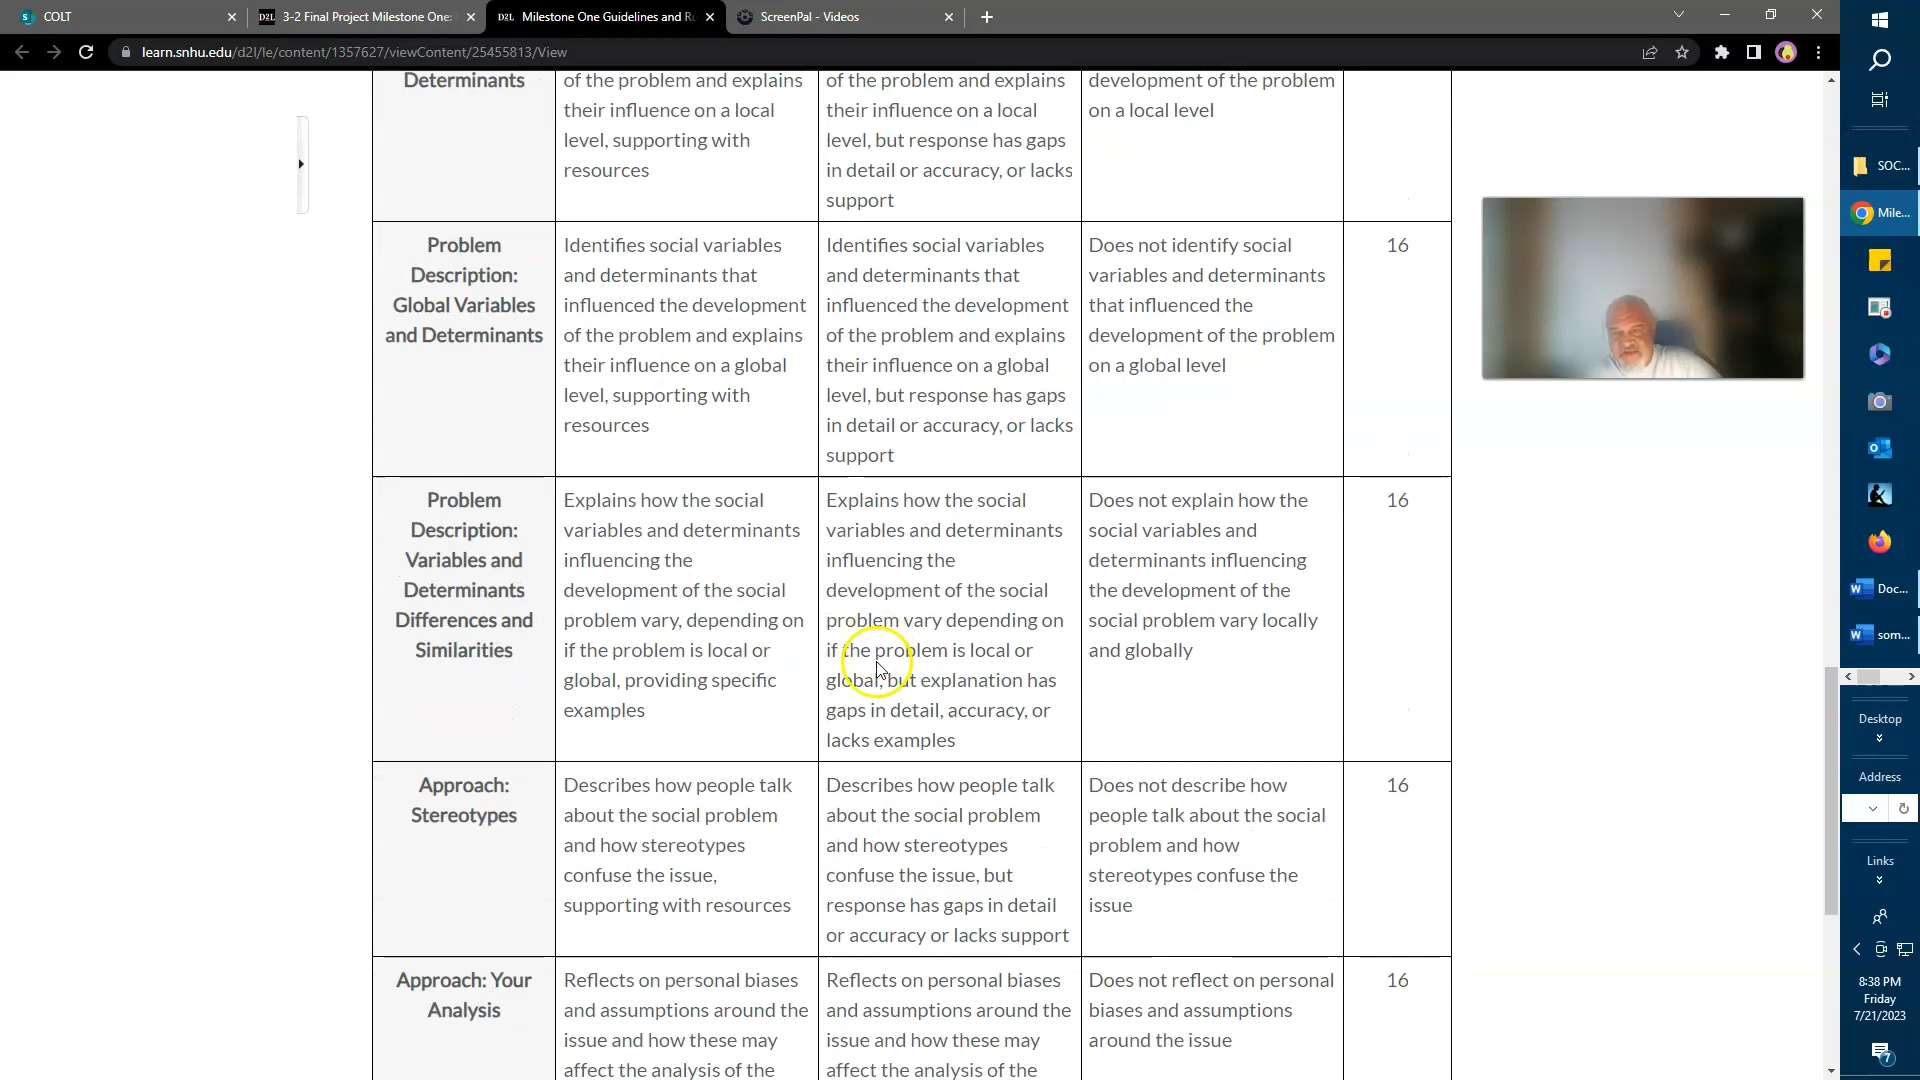 COLT
D2L 3-2 Final Project Milestone One:
D2L Milestone One Guidelines and Ru
ScreenPal - Videos
learn.snhu.edu/d2l/le/content/1357627/viewContent/25455813/View
Determinants
of the problem and explains
their influence on a local
level, supporting with
resources
of the problem and explains
their influence on a local
level, but response has gaps
in detail or accuracy, or lacks
support
development of the problem
on a local level
Problem
Description:
Global Variables
and Determinants
Identifies social variables
and determinants that
influenced the development
of the problem and explains
their influence on a global
level, supporting with
resources
Identifies social variables
and determinants that
influenced the development
of the problem and explains
their influence on a global
level, but response has gaps
in detail or accuracy, or lacks
support
Does not identify social
variables and determinants
that influenced the
development of the problem
on a global level
16
Problem
Description:
Variables and
Determinants
Differences and
Similarities
Explains how the social
variables and determinants
influencing the
development of the social
problem vary, depending on
if the problem is local or
global, providing specific
examples
Explains how the social
variables and determinants
influencing the
development of the social
problem vary depending on
if the problem is local or
global, but explanation has
gaps in detail, accuracy, or
lacks examples
Does not explain how the
social variables and
determinants influencing
the development of the
social problem vary locally
and globally
16
Approach:
Stereotypes
Describes how people talk
about the social problem
and how stereotypes
confuse the issue,
supporting with resources
Describes how people talk
about the social problem
and how stereotypes
confuse the issue, but
response has gaps in detail
or accuracy or lacks support
Does not describe how
people talk about the social
problem and how
stereotypes confuse the
issue
16
Approach: Your
Analysis
Reflects on personal biases
and assumptions around the
issue and how these may
affect the analysis of the
Reflects on personal biases
and assumptions around the
issue and how these may
affect the analysis of the
Does not reflect on personal
biases and assumptions
around the issue
16
SOC...
Mile...
Doc...
som...
Desktop
Address
Links
8:38 PM
Friday
7/21/2023
7